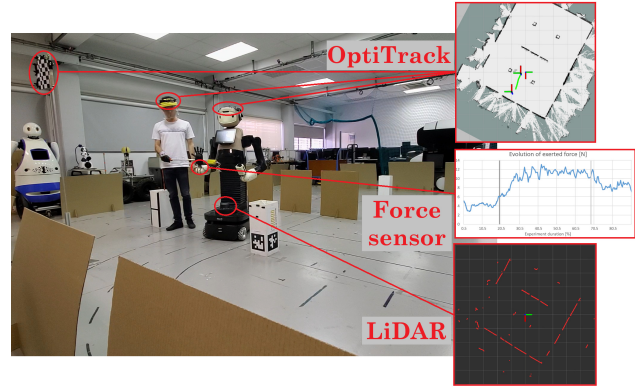 OptiTrack
Evolution of exerted force [N]
Force
sensor
Experiment duration [%]
LiDAR